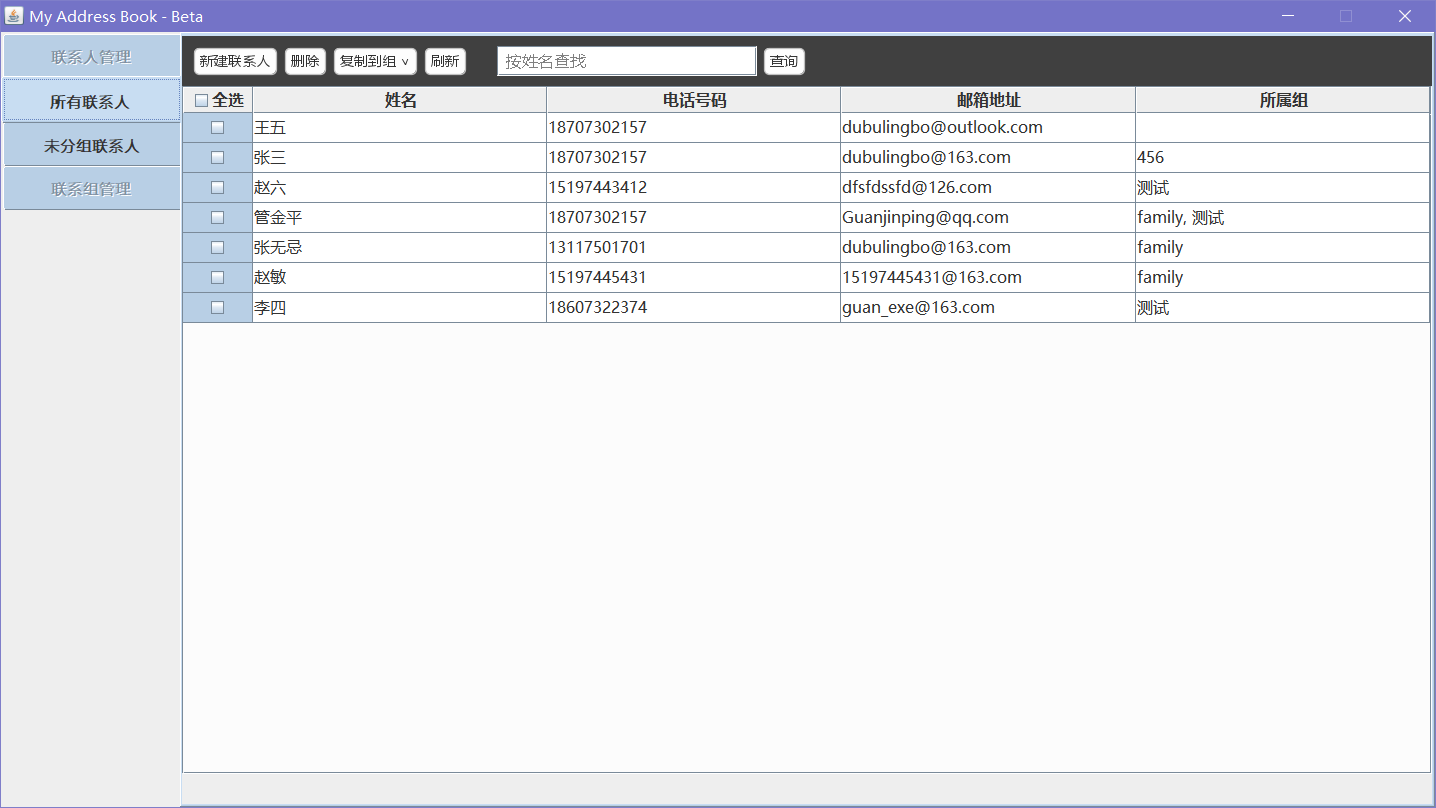 My Address Book - Beta
联系人管理
所有联系人
未分组联系人
联系组管理
新建联系人 删除 复制到组 ∨ 刷新 按姓名查找 查询
全选 姓名 电话号码 邮箱地址 所属组
王五 18707302157 dubulingbo@outlook.com
张三 18707302157 dubulingbo@163.com 456
赵六 15197443412 dfsfdssfd@126.com 测试
管金平 18707302157 Guanjinping@qq.com family, 测试
张无忌 13117501701 dubulingbo@163.com family
赵敏 15197445431 15197445431@163.com family
李四 18607322374 guan_exe@163.com 测试